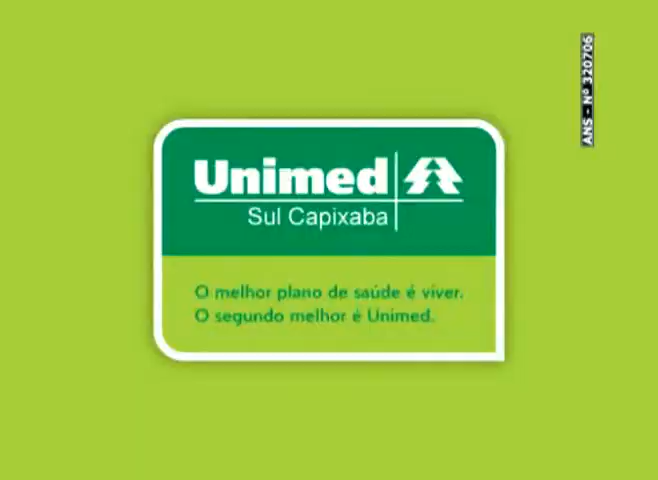 Unimed
Sul Capixaba
O melhor plano de saúde é viver.
O segundo melhor é Unimed.
ANS - Nº 320706